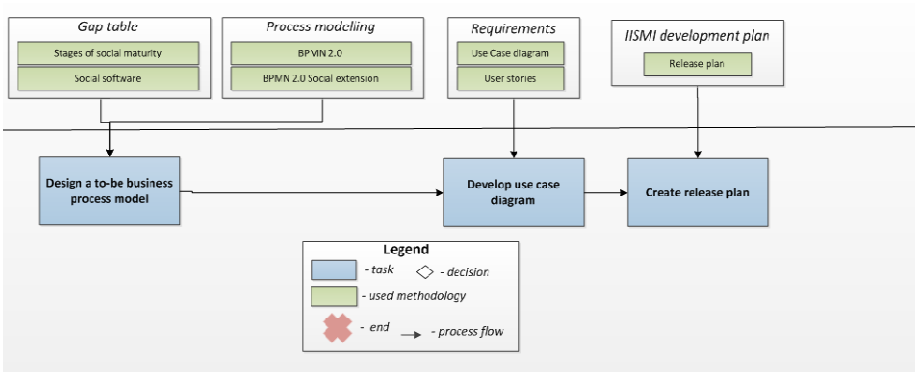 Gap table
Stages of social maturity
Social software
Process modelling
BPMN 2.0
BPMN 2.0 Social extension
Requirements
Use Case diagram
User stories
IISMI development plan
Release plan
Design a to-be business
process model
Develop use case
diagram
Create release plan
Legend
- task
- decision
- used methodology
- end
- process flow